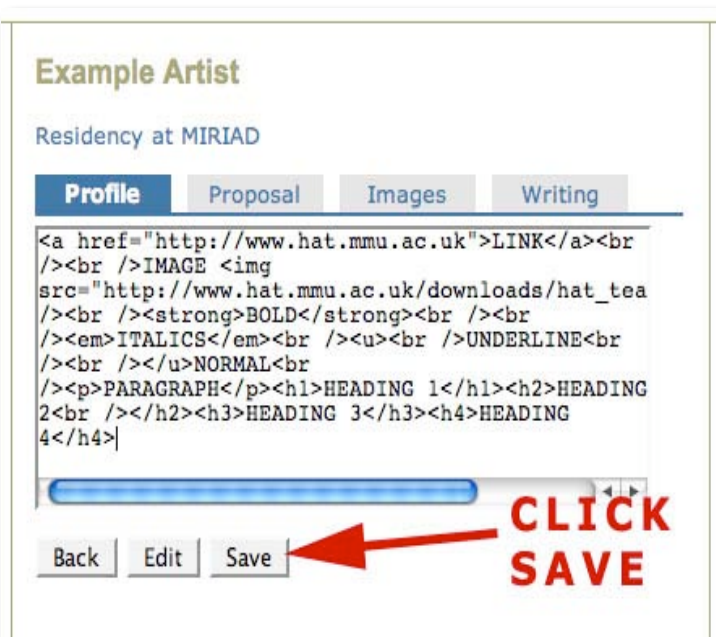 Example Artist
Residency at MIRIAD
Profile Proposal Images Writing
<a href="http://www.hat.mmu.ac.uk">LINK</a><br
/><br />IMAGE <img
src="http://www.hat.mmu.ac.uk/downloads/hat_tea
/><br /><strong>BOLD</strong><br /><br
/><em>ITALICS</em><br /><u><br />UNDERLINE<br
/><br /></u>NORMAL<br
/><p>PARAGRAPH</p><h1>HEADING 1</h1><h2>HEADING
2<br /></h2><h3>HEADING 3</h3><h4>HEADING
4</h4>
Back Edit Save
CLICK
SAVE